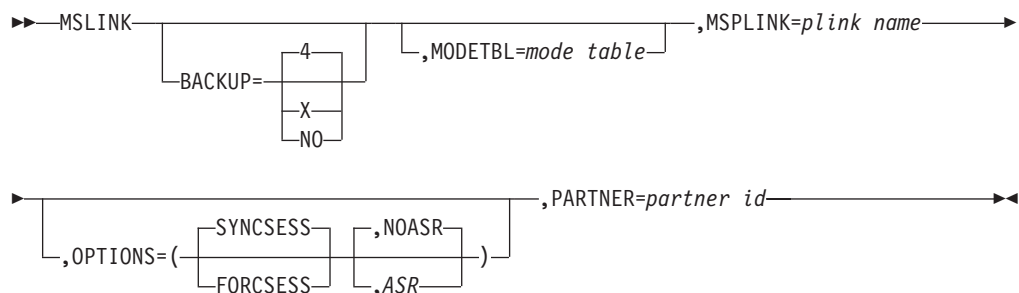 MSLINK
BACKUP=
4
X
NO
,MODETBL=mode table
,MSPLINK=plink name
,OPTIONS=(
SYNCSESS
FORCSESS
,NOASR
,ASR
)
,PARTNER=partner id